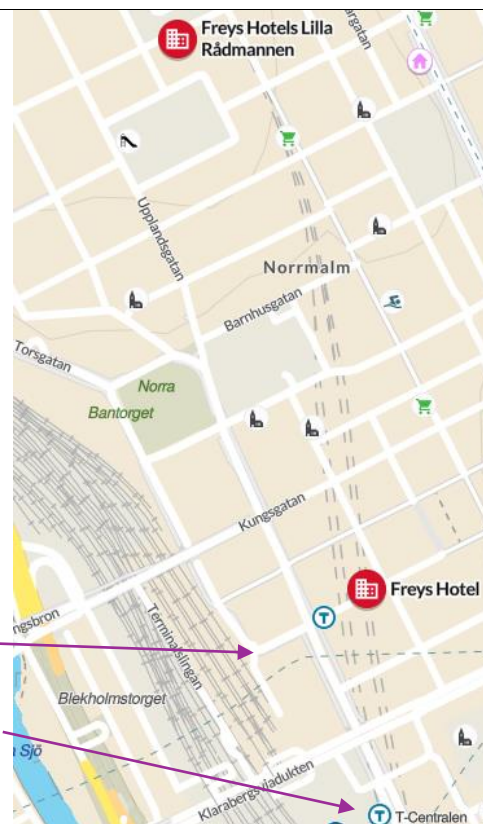 Freys Hotels Lilla
Rådmannen
argatan
Upplandsgatan
Norrmalm
Barnhusgatan
Torsgatan
Norra
Bantorget
Kungsgatan
Freys Hotel
T
ngsbron
Terminalslingan
Blekholmstorget
a Sjö
Klarabergsviadukten
T
T-Centralen